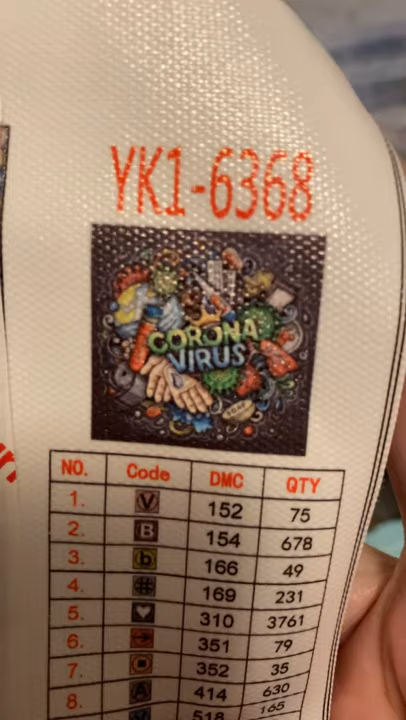 YK1-6368
CORONA
VIRUS
NO. Code DMC QTY
1. V 152 75
2. B 154 678
3. b 166 49
4. # 169 231
5. ♥ 310 3761
6. → 351 79
7. 352 35
8. A 414 630
518 165